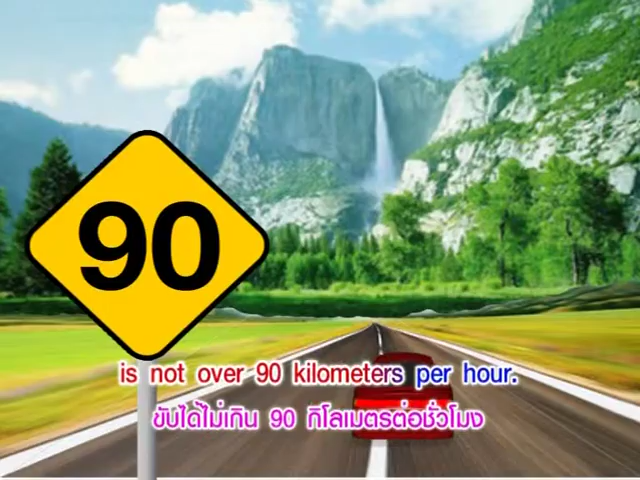 90
is not over 90 kilometers per hour.
ขับได้ไม่เกิน 90 กิโลเมตรต่อชั่วโมง